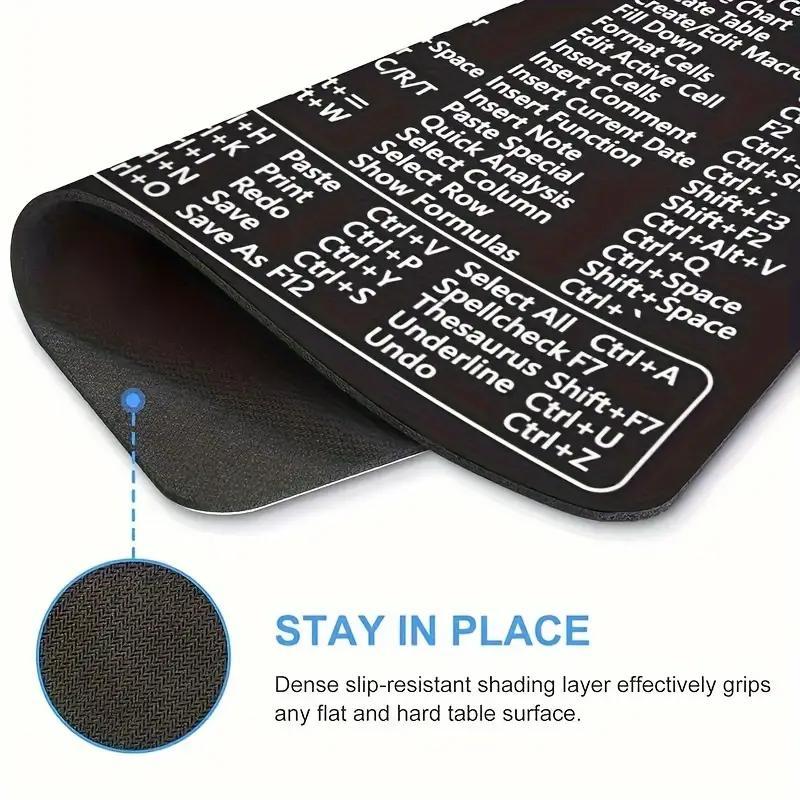 Chart
Table
Create/Edit Macro
Fill Down
Format Cells
Edit Active Cell
Insert Cells
Insert Comment
Insert Current Date
Insert Function
Insert Note
Paste Special
Quick Analysis
Select Column
Select Row
Show Formulas
Space
C/R/T
F2
Ctrl+;
Shift+F3
Shift+F2
Ctrl+Alt+V
Ctrl+Q
Ctrl+Space
Shift+Space
Ctrl+`
Paste Ctrl+V
Print Ctrl+P
Redo Ctrl+Y
Save Ctrl+S
Save As F12
Select All Ctrl+A
Spellcheck F7
Thesaurus Shift+F7
Underline Ctrl+U
Undo Ctrl+Z
STAY IN PLACE
Dense slip-resistant shading layer effectively grips
any flat and hard table surface.